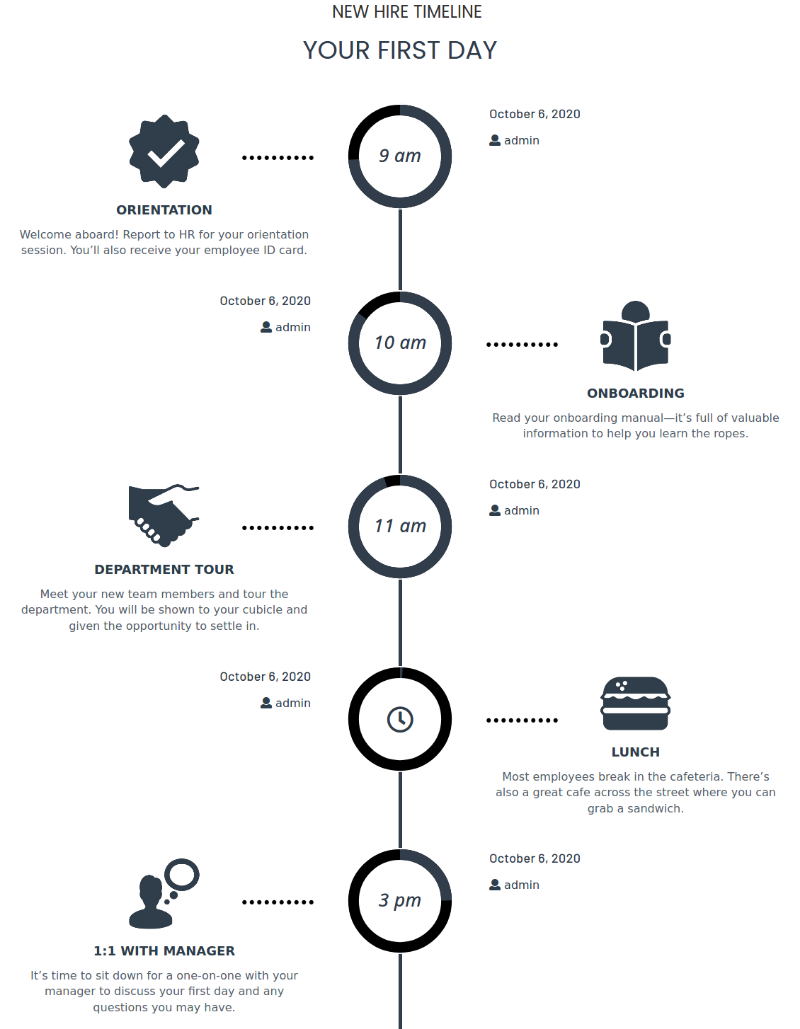 NEW HIRE TIMELINE
YOUR FIRST DAY
9 am
October 6, 2020
admin
ORIENTATION
Welcome aboard! Report to HR for your orientation
session. You’ll also receive your employee ID card.
October 6, 2020
admin
10 am
ONBOARDING
Read your onboarding manual—it’s full of valuable
information to help you learn the ropes.
11 am
October 6, 2020
admin
DEPARTMENT TOUR
Meet your new team members and tour the
department. You will be shown to your cubicle and
given the opportunity to settle in.
October 6, 2020
admin
LUNCH
Most employees break in the cafeteria. There’s
also a great cafe across the street where you can
grab a sandwich.
3 pm
October 6, 2020
admin
1:1 WITH MANAGER
It’s time to sit down for a one-on-one with your
manager to discuss your first day and any
questions you may have.